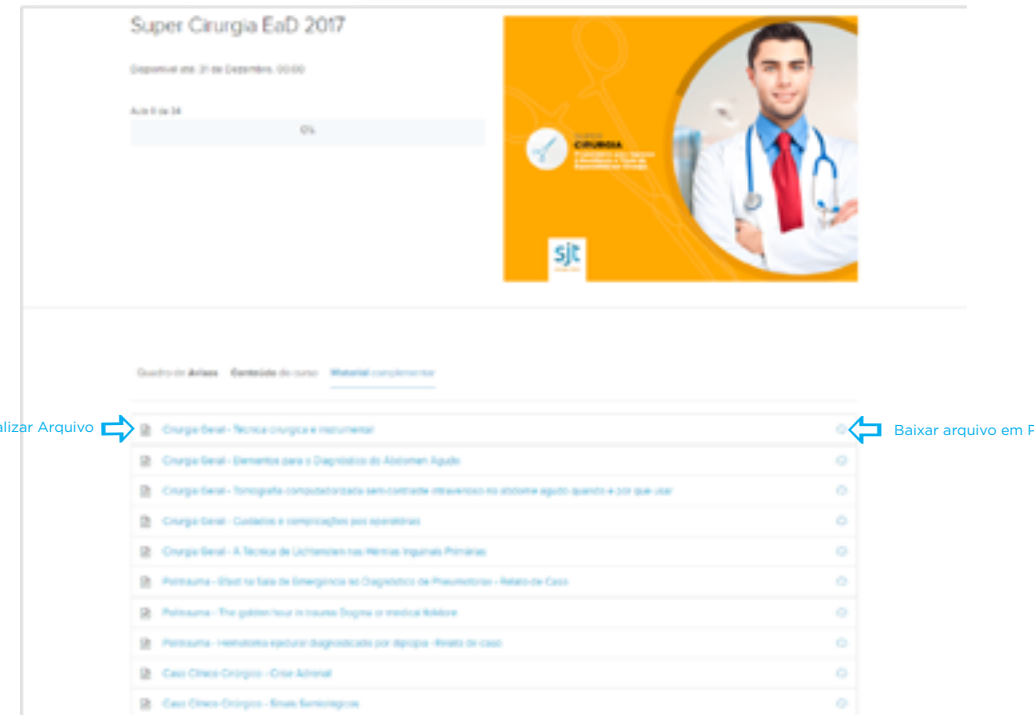 Super Cirurgia EaD 2017
Disponível até: 31 de Dezembro, 00:00
Aula 0 de 34
0%
CIRURGIA
sjt
Quadro de Avisos Conteúdo do curso Material complementar
alizar Arquivo
Cirurgia Geral - Técnica cirúrgica e instrumental
Baixar arquivo em P
Cirurgia Geral - Elementos para o Diagnóstico do Abdomen Agudo
Cirurgia Geral - Tomografia computadorizada sem contraste intravenoso no abdome agudo quando e por que usar
Cirurgia Geral - Cuidados e complicações pós operatórias
Cirurgia Geral - A Técnica de Lichtenstein nas Hérnias Inguinais Primárias
Politrauma - Efast na Sala de Emergência no Diagnóstico de Pneumotórax - Relato de Caso
Politrauma - The golden hour in trauma Dogma or medical folklore
Politrauma - Hematoma epidural diagnosticado por diplopia - Relato de caso
Caso Clínico Cirúrgico - Crise Adrenal
Caso Clínico Cirúrgico - Sinais Semiológicos